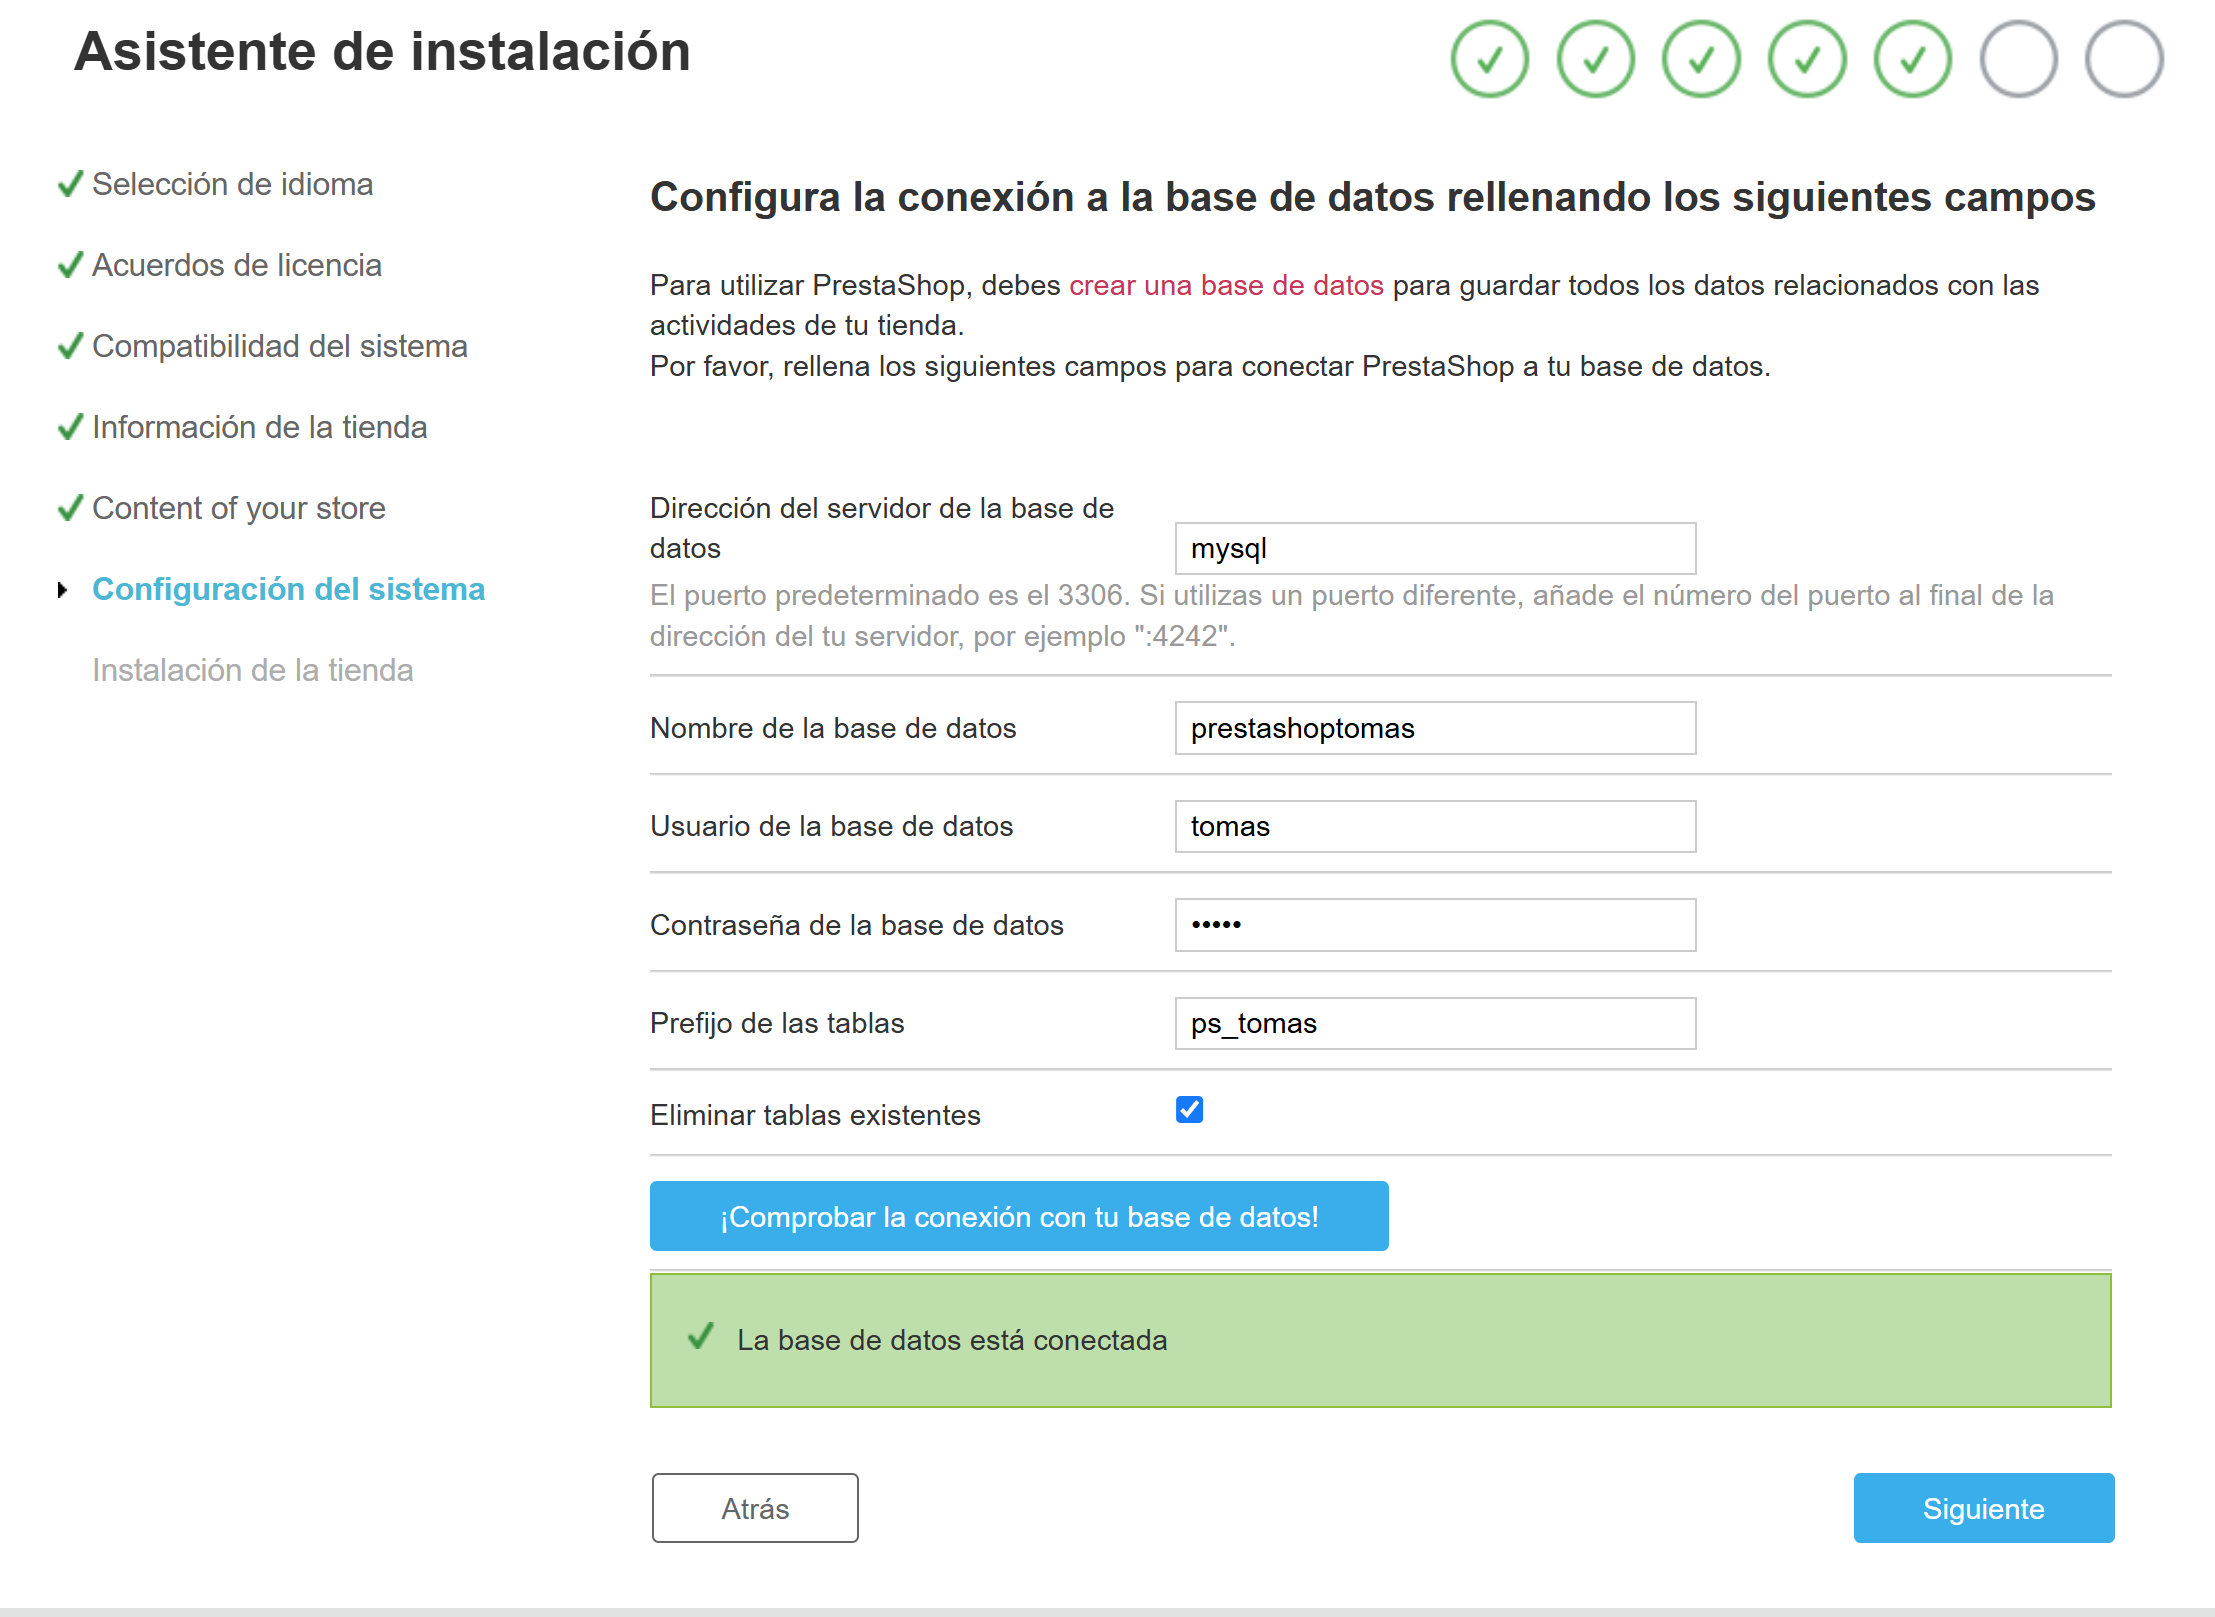 Asistente de instalación
Selección de idioma
Acuerdos de licencia
Compatibilidad del sistema
Información de la tienda
Content of your store
Configuración del sistema
Instalación de la tienda
Configura la conexión a la base de datos rellenando los siguientes campos
Para utilizar PrestaShop, debes crear una base de datos para guardar todos los datos relacionados con las
actividades de tu tienda.
Por favor, rellena los siguientes campos para conectar PrestaShop a tu base de datos.
Dirección del servidor de la base de
datos
mysql
El puerto predeterminado es el 3306. Si utilizas un puerto diferente, añade el número del puerto al final de la
dirección del tu servidor, por ejemplo ":4242".
Nombre de la base de datos
prestashoptomas
Usuario de la base de datos
tomas
Contraseña de la base de datos
•••••
Prefijo de las tablas
ps_tomas
Eliminar tablas existentes
¡Comprobar la conexión con tu base de datos!
La base de datos está conectada
Atrás
Siguiente